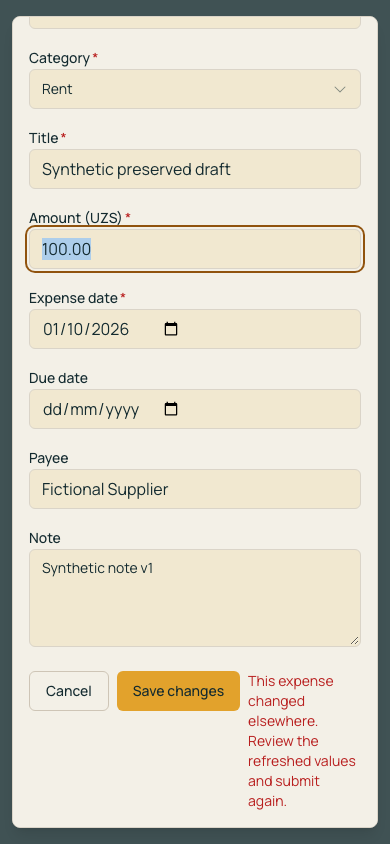 Category *
Rent
Title *
Synthetic preserved draft
Amount (UZS) *
100.00
Expense date *
01/10/2026
Due date
dd/mm/yyyy
Payee
Fictional Supplier
Note
Synthetic note v1
Cancel
Save changes
This expense
changed
elsewhere.
Review the
refreshed values
and submit
again.